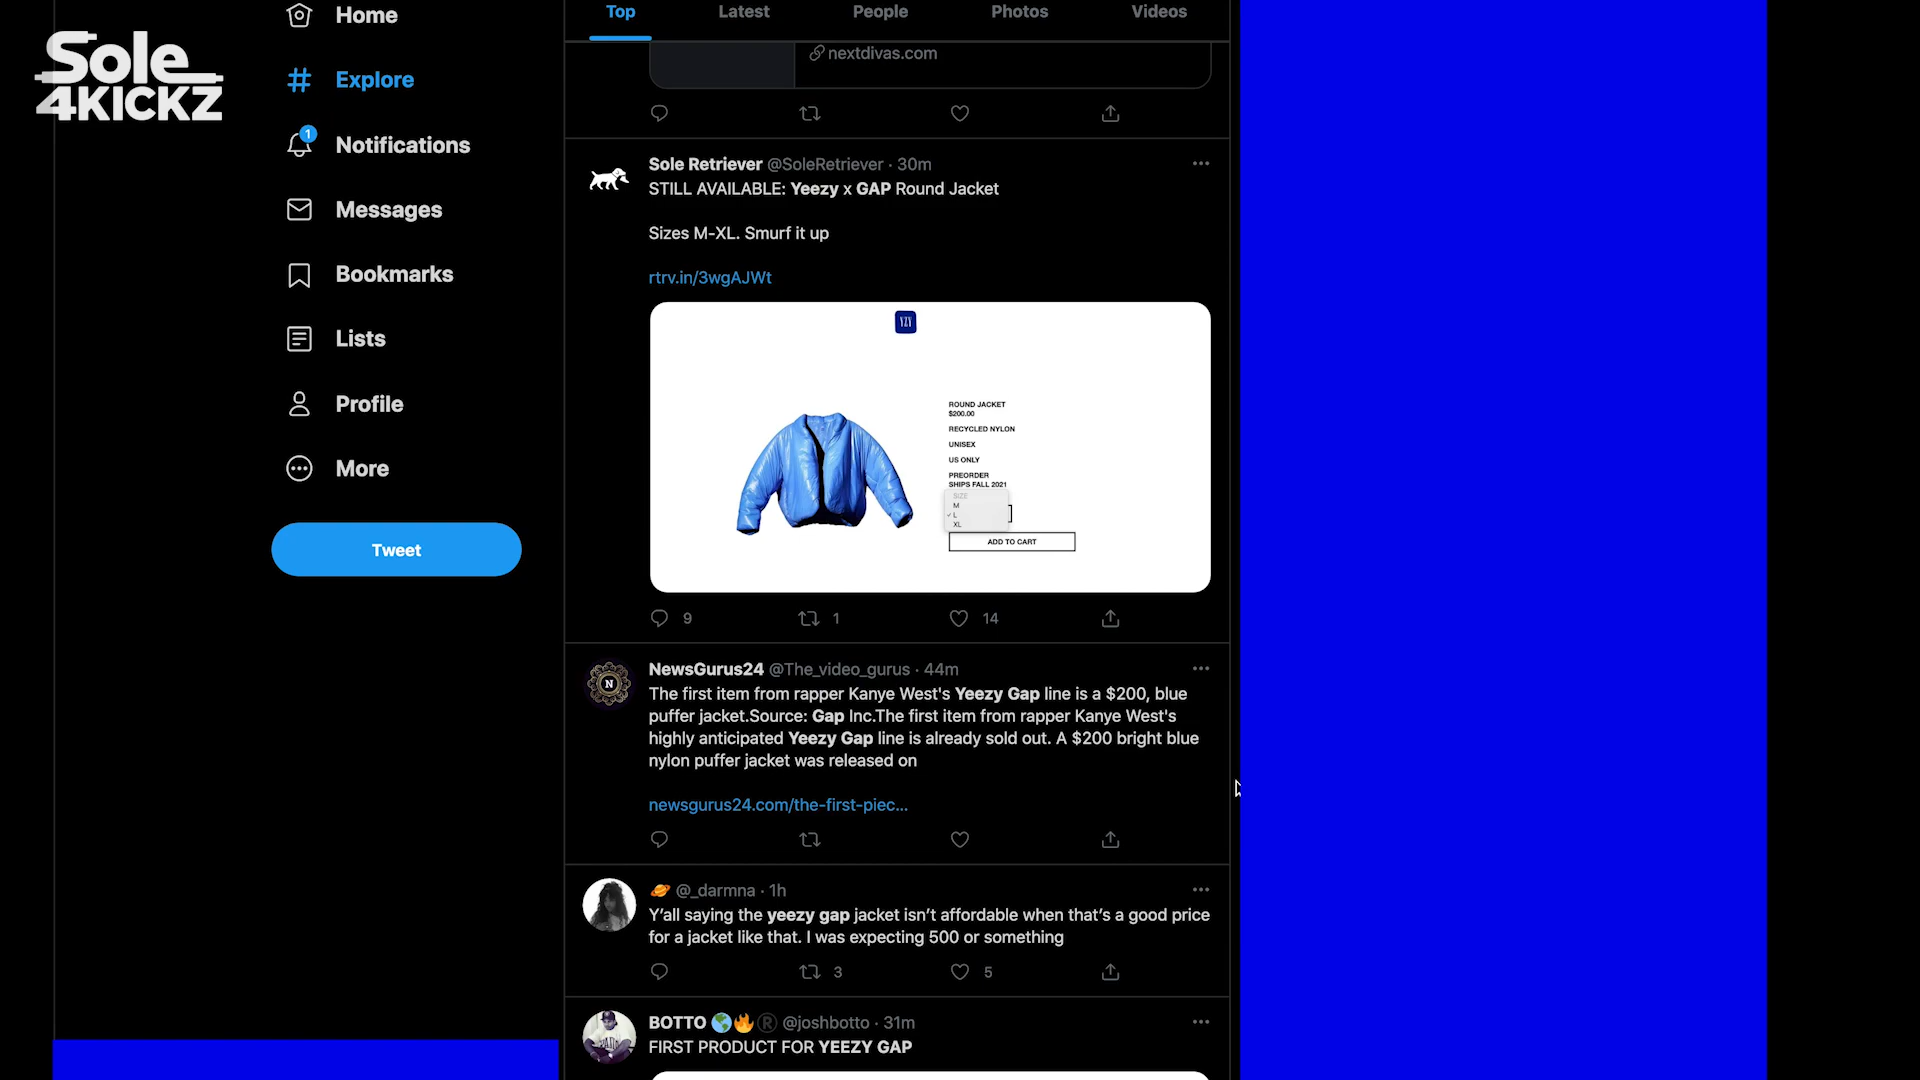 Sole
4KICKZ
Home
Explore
1
Notifications
Messages
Bookmarks
Lists
Profile
More
Tweet
Top Latest People Photos Videos
nextdivas.com
Sole Retriever @SoleRetriever · 30m
STILL AVAILABLE: Yeezy x GAP Round Jacket
Sizes M-XL. Smurf it up
rtrv.in/3wgAJWt
YZY
ROUND JACKET
$200.00
RECYCLED NYLON
UNISEX
US ONLY
PREORDER
SHIPS FALL 2021
SIZE
M
✓ L
XL
ADD TO CART
9 1 14
NewsGurus24 @The_video_gurus · 44m
N
The first item from rapper Kanye West's Yeezy Gap line is a $200, blue
puffer jacket.Source: Gap Inc.The first item from rapper Kanye West's
highly anticipated Yeezy Gap line is already sold out. A $200 bright blue
nylon puffer jacket was released on
newsgurus24.com/the-first-piec...
🪐 @_darmna · 1h
Y'all saying the yeezy gap jacket isn't affordable when that's a good price
for a jacket like that. I was expecting 500 or something
3 5
BOTTO 🌎🔥®️ @joshbotto · 31m
FIRST PRODUCT FOR YEEZY GAP